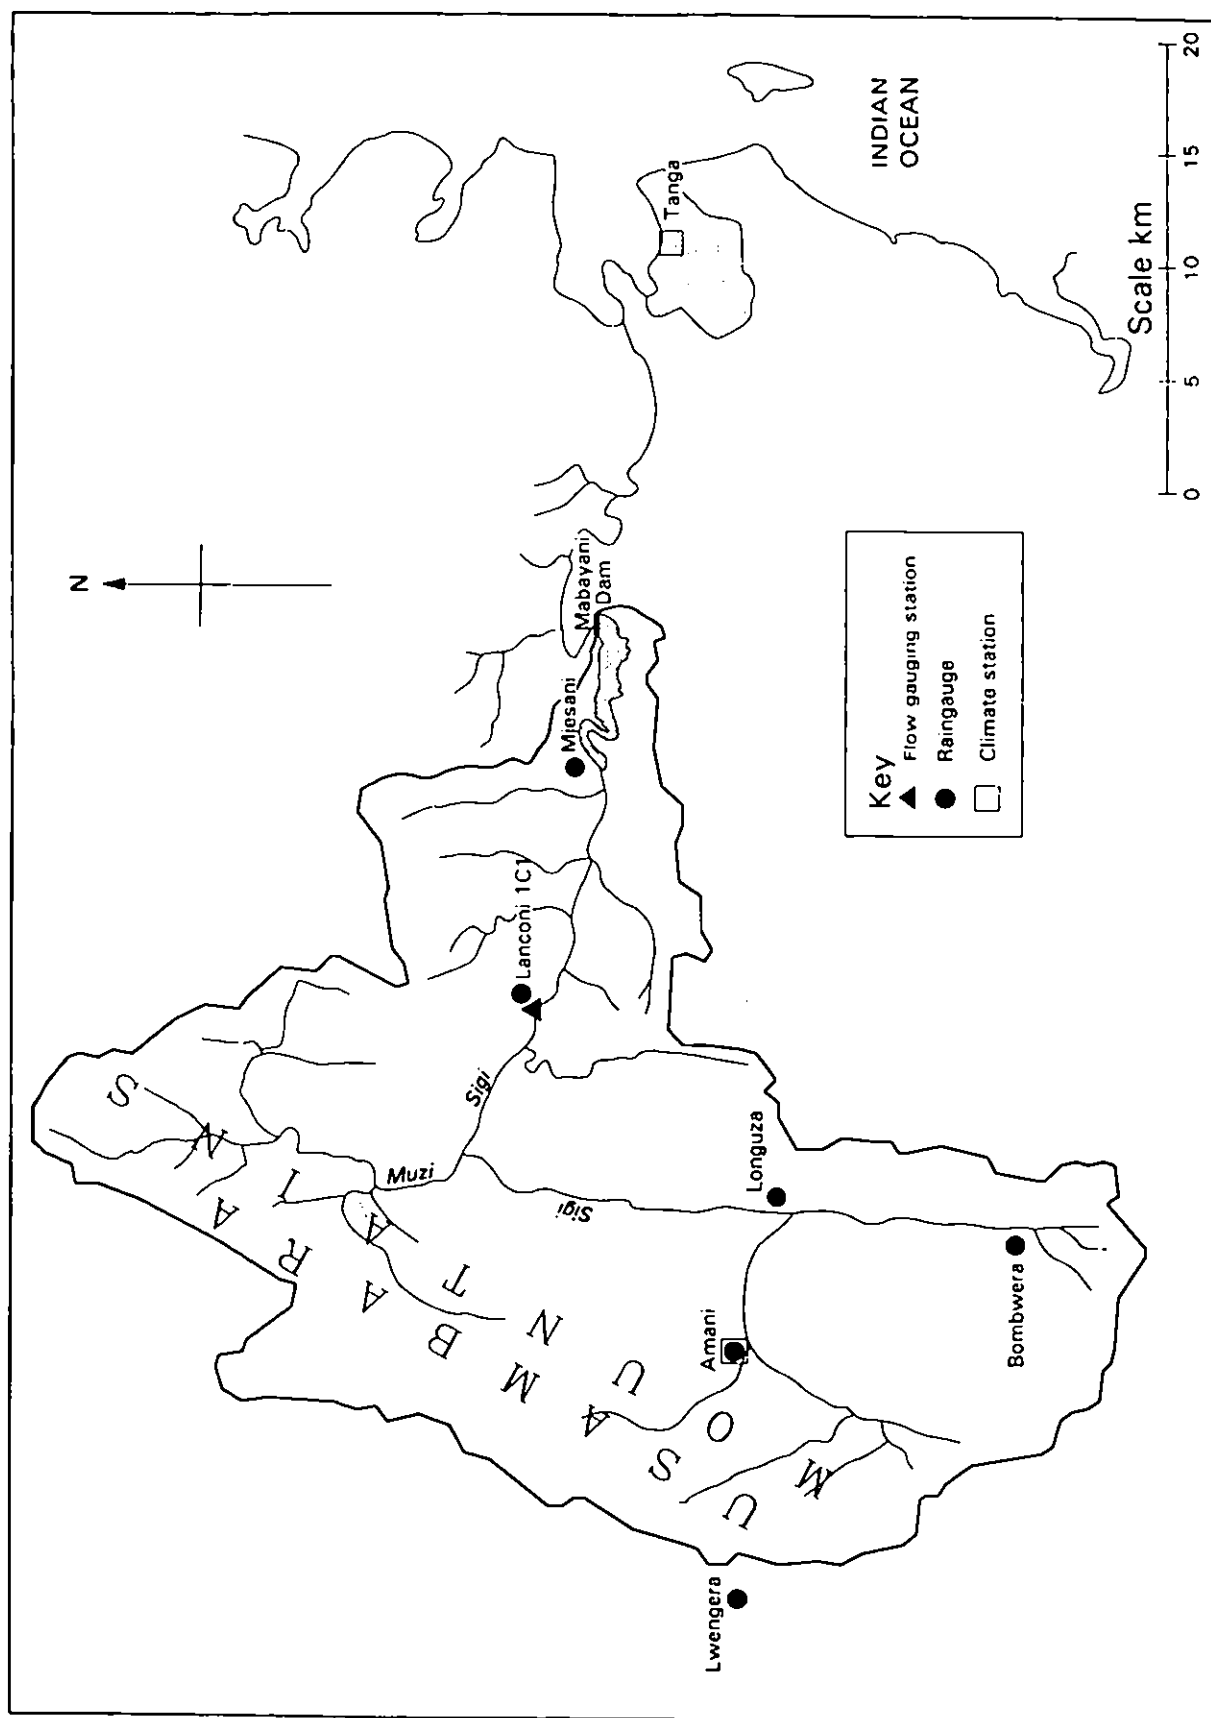 N
INDIAN
OCEAN
Tanga
Mabayani
Dam
Mjesani
Lanconi 1C1
Sigi
Muzi
Sigi
Longuza
Amani
Bombwera
Lwengera
USAMBARA
MOUNTAINS
Key
Flow gauging station
Raingauge
Climate station
Scale km
0 5 10 15 20